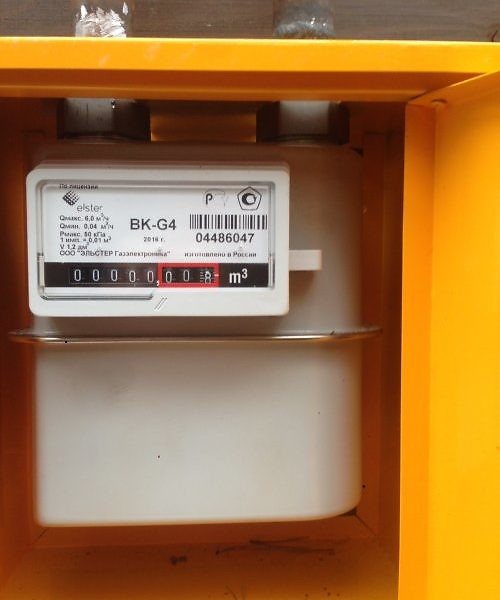 По лицензии
elster
Qмакс. 6,0 м³/ч
Qмин. 0,04 м³/ч
Pмакс. 50 кПа
1 имп. = 0,01 м³
V 1,2 дм³
BK-G4
2016 г.
04486047
ООО "ЭЛЬСТЕР Газэлектроника" изготовлено в России
00000,00 m³